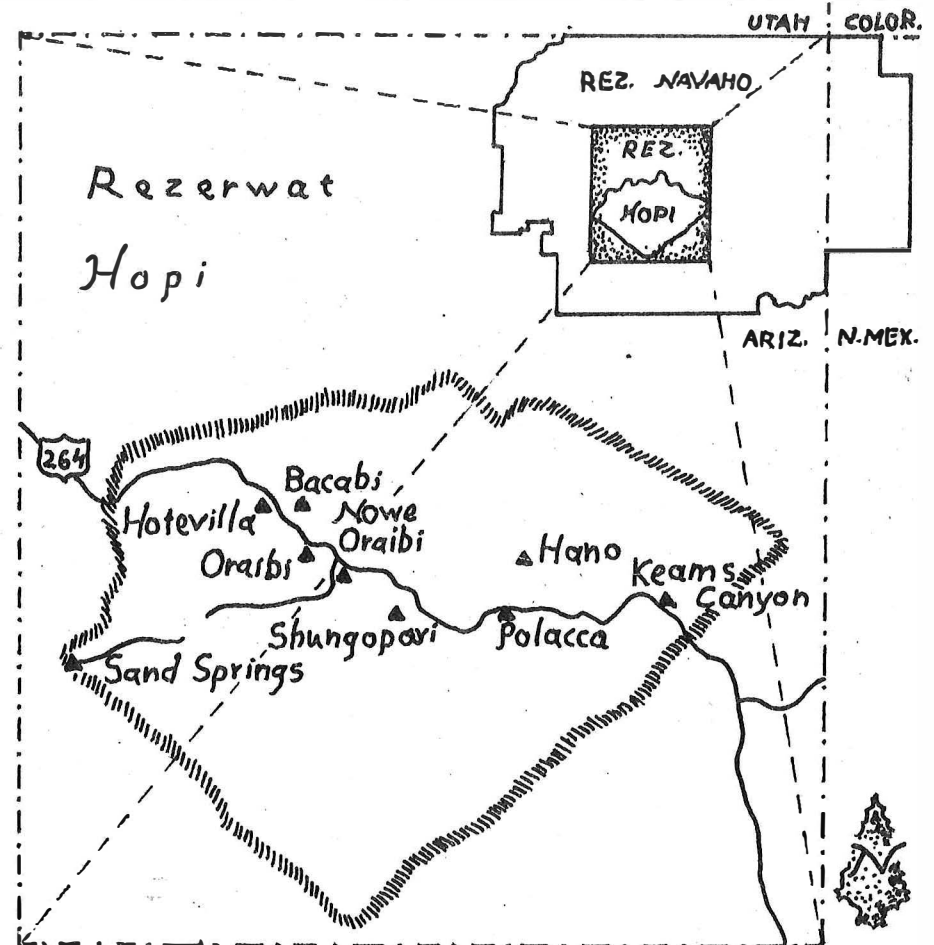 UTAH COLOR.
REZ. NAVAHO
REZ.
HOPI
Rezerwat
Hopi
ARIZ. N.MEX.
264
Bacabi
Hotevilla
Nowe
Oraibi
Oraibi
Hano
Keams
Canyon
Shungopovi
Polacca
Sand Springs